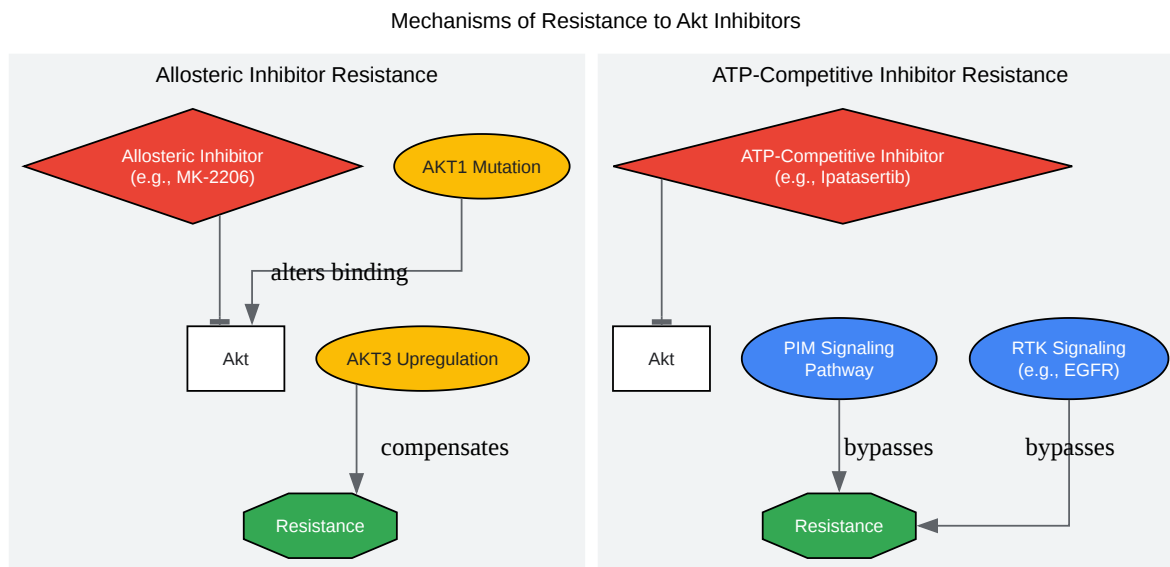 Mechanisms of Resistance to Akt Inhibitors
Allosteric Inhibitor Resistance
Allosteric Inhibitor
(e.g., MK-2206)
AKT1 Mutation
alters binding
Akt
AKT3 Upregulation
compensates
Resistance
ATP-Competitive Inhibitor Resistance
ATP-Competitive Inhibitor
(e.g., Ipatasertib)
Akt
PIM Signaling
Pathway
RTK Signaling
(e.g., EGFR)
bypasses
bypasses
Resistance